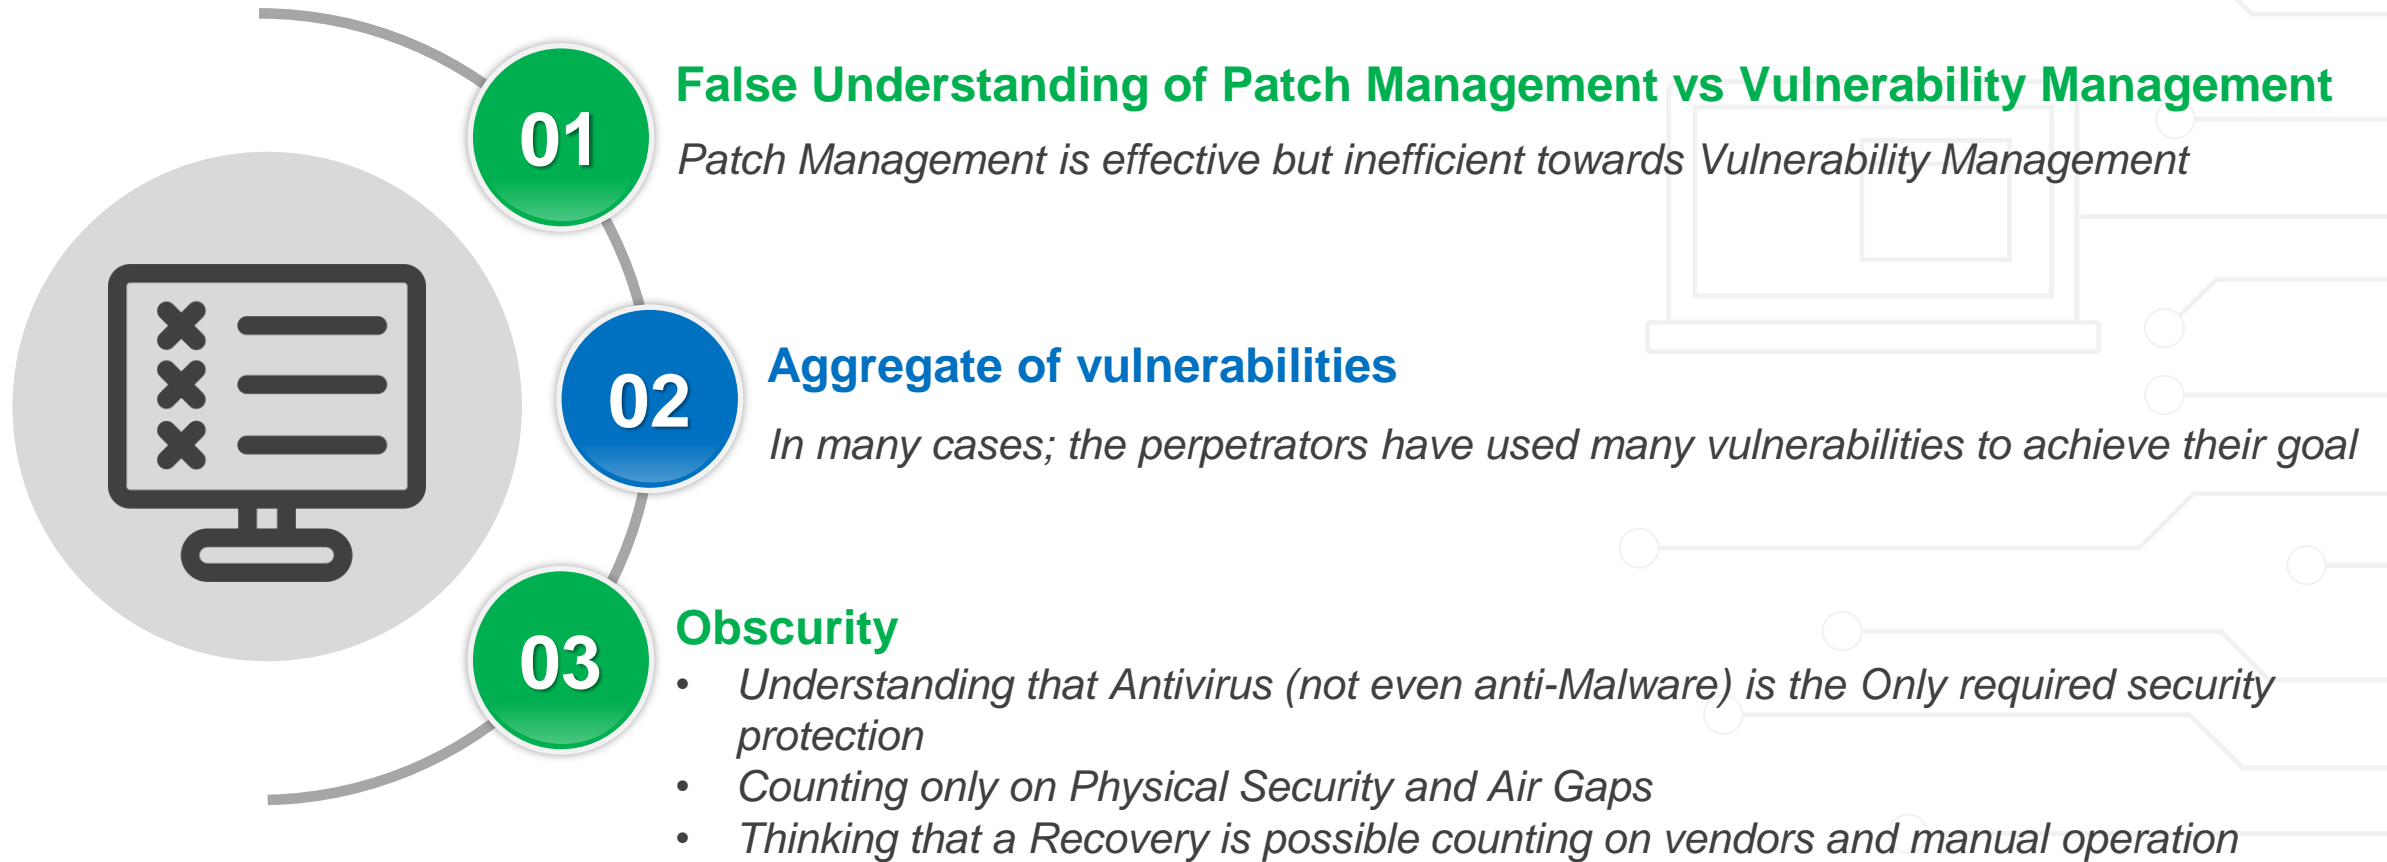 01
False Understanding of Patch Management vs Vulnerability Management
Patch Management is effective but inefficient towards Vulnerability Management
02
Aggregate of vulnerabilities
In many cases; the perpetrators have used many vulnerabilities to achieve their goal
03
Obscurity
• Understanding that Antivirus (not even anti-Malware) is the Only required security
protection
• Counting only on Physical Security and Air Gaps
• Thinking that a Recovery is possible counting on vendors and manual operation